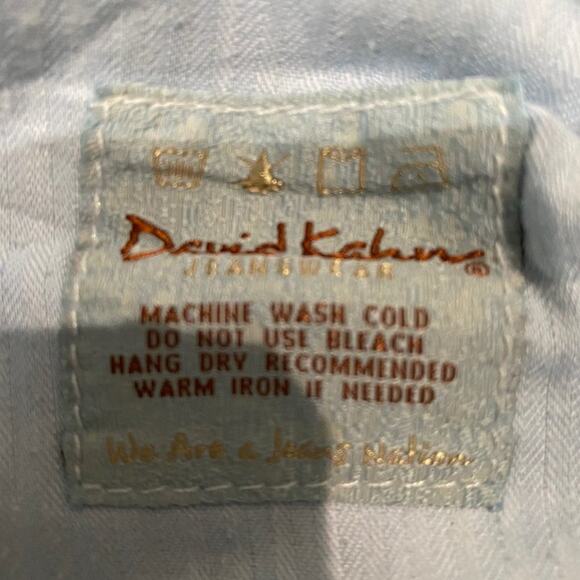 David Kahn®
JEANSWEAR
MACHINE WASH COLD
DO NOT USE BLEACH
HANG DRY RECOMMENDED
WARM IRON IF NEEDED
We Are a Jeans Nation